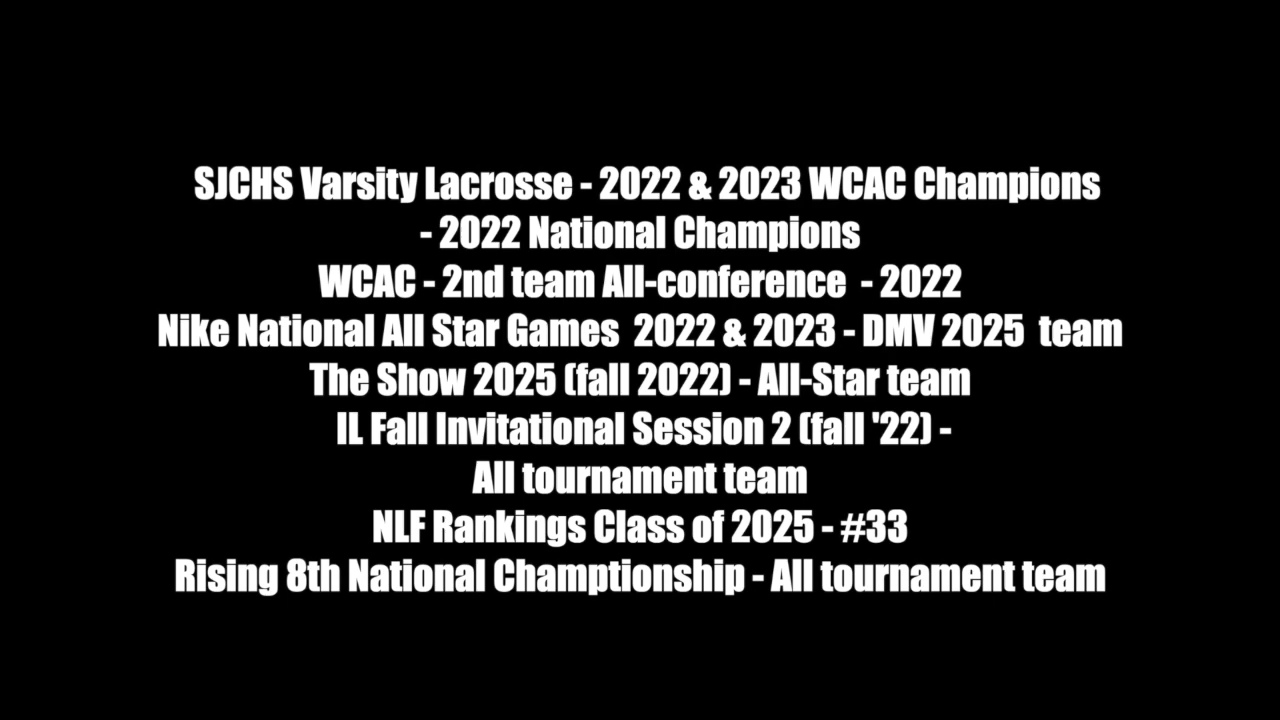 SJCHS Varsity Lacrosse - 2022 & 2023 WCAC Champions
- 2022 National Champions
WCAC - 2nd team All-conference - 2022
Nike National All Star Games 2022 & 2023 - DMV 2025 team
The Show 2025 (fall 2022) - All-Star team
IL Fall Invitational Session 2 (fall '22) -
All tournament team
NLF Rankings Class of 2025 - #33
Rising 8th National Champtionship - All tournament team